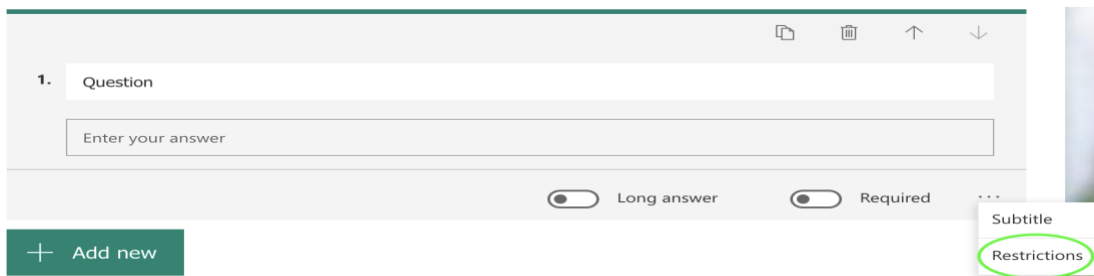 1. Question
Enter your answer
Long answer Required ...
Subtitle
Restrictions
Add new